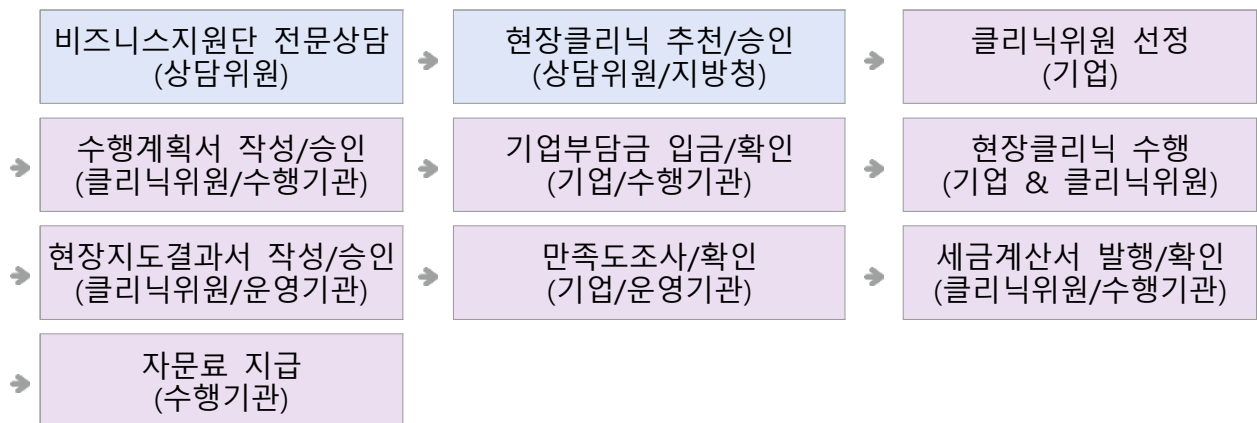 비즈니스지원단 전문상담
(상담위원)
현장클리닉 추천/승인
(상담위원/지방청)
클리닉위원 선정
(기업)
수행계획서 작성/승인
(클리닉위원/수행기관)
기업부담금 입금/확인
(기업/수행기관)
현장클리닉 수행
(기업 & 클리닉위원)
현장지도결과서 작성/승인
(클리닉위원/운영기관)
만족도조사/확인
(기업/운영기관)
세금계산서 발행/확인
(클리닉위원/수행기관)
자문료 지급
(수행기관)